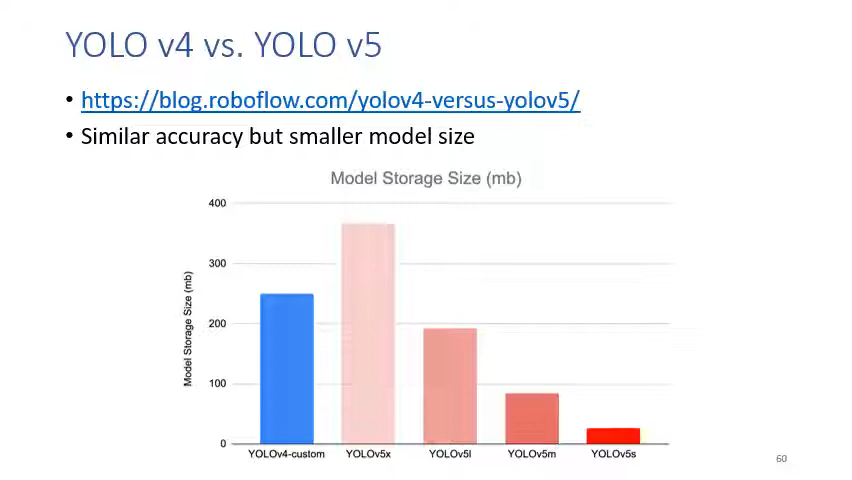 YOLO v4 vs. YOLO v5
• https://blog.roboflow.com/yolov4-versus-yolov5/
• Similar accuracy but smaller model size
Model Storage Size (mb)
Model Storage Size (mb)
400
300
200
100
0
YOLOv4-custom YOLOv5x YOLOv5l YOLOv5m YOLOv5s
60